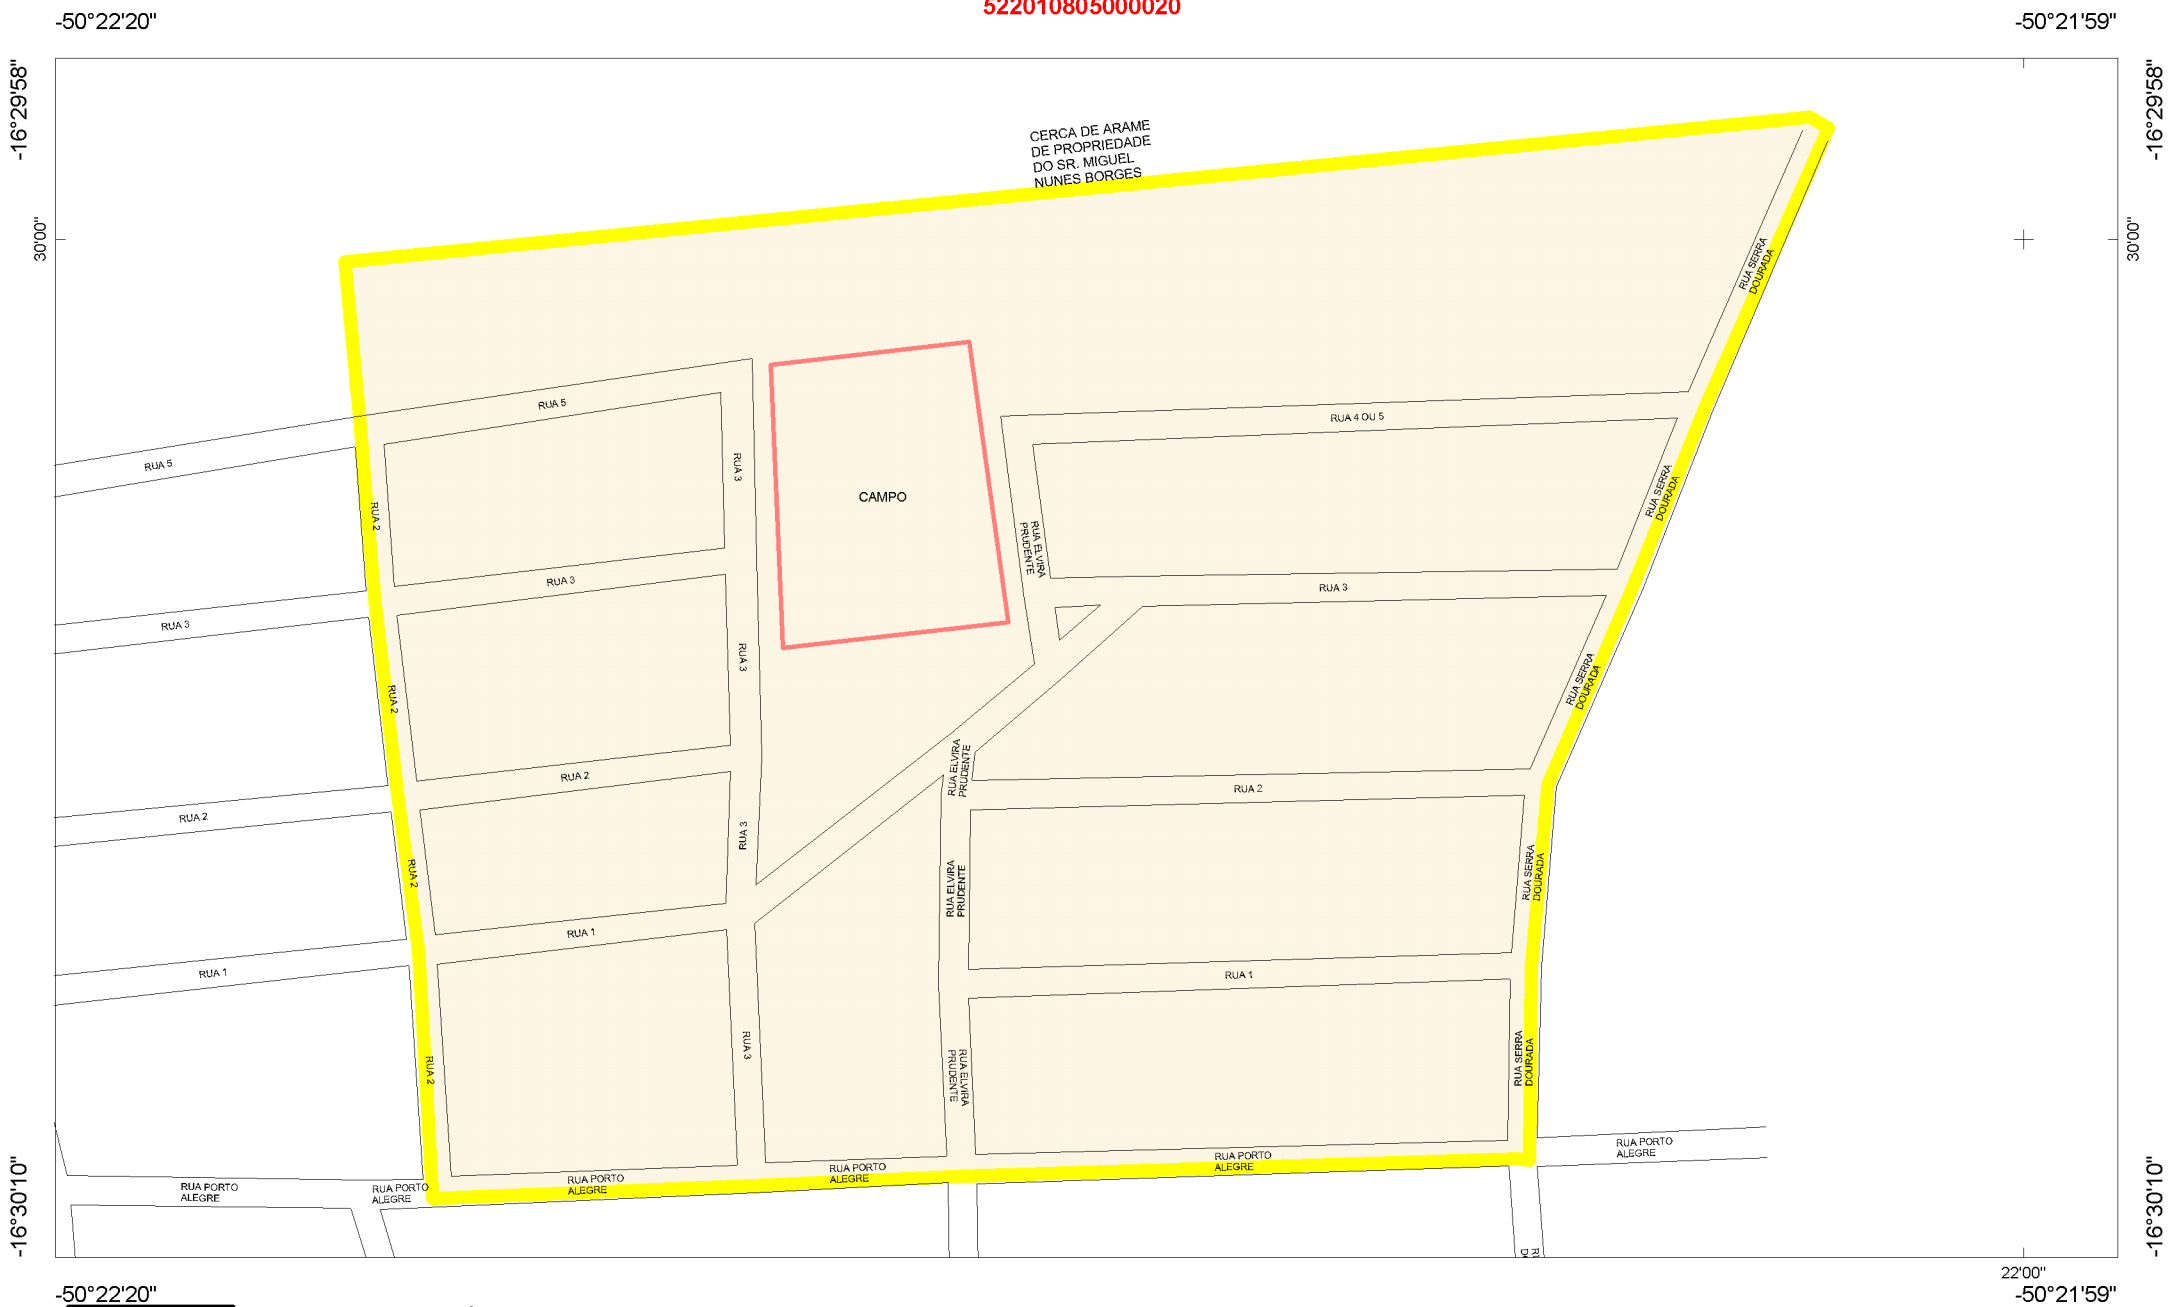 522010805000020
-50°22'20"
-50°21'59"
-16°29'58"
-16°29'58"
CERCA DE ARAME
DE PROPRIEDADE
DO SR. MIGUEL
NUNES BORGES
30'00"
30'00"
RUA SERRA
DOURADA
RUA 5
RUA 4 OU 5
RUA 5
RUA 3
RUA 2
CAMPO
RUA SERRA
DOURADA
RUA ELVIRA
PRUDENTE
RUA 3
RUA 3
RUA 3
RUA 3
RUA 2
RUA SERRA
DOURADA
RUA 2
RUA ELVIRA
PRUDENTE
RUA 2
RUA 2
RUA 3
RUA 2
RUA ELVIRA
PRUDENTE
RUA SERRA
DOURADA
RUA 1
RUA 1
RUA 1
RUA 3
RUA 2
RUA ELVIRA
PRUDENTE
RUA SERRA
DOURADA
RUA PORTO
ALEGRE
RUA PORTO
ALEGRE
RUA PORTO
ALEGRE
RUA PORTO
ALEGRE
RUA PORTO
ALEGRE
RUA PORTO
ALEGRE
-16°30'10"
-16°30'10"
22'00"
-50°22'20"
-50°21'59"